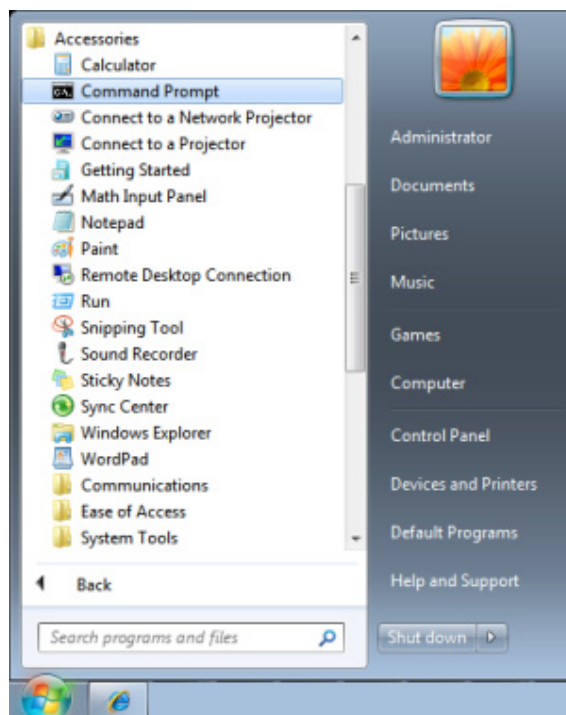 Accessories
Calculator
Command Prompt
Connect to a Network Projector
Connect to a Projector
Getting Started
Math Input Panel
Notepad
Paint
Remote Desktop Connection
Run
Snipping Tool
Sound Recorder
Sticky Notes
Sync Center
Windows Explorer
WordPad
Communications
Ease of Access
System Tools
Back
Search programs and files
Administrator
Documents
Pictures
Music
Games
Computer
Control Panel
Devices and Printers
Default Programs
Help and Support
Shut down